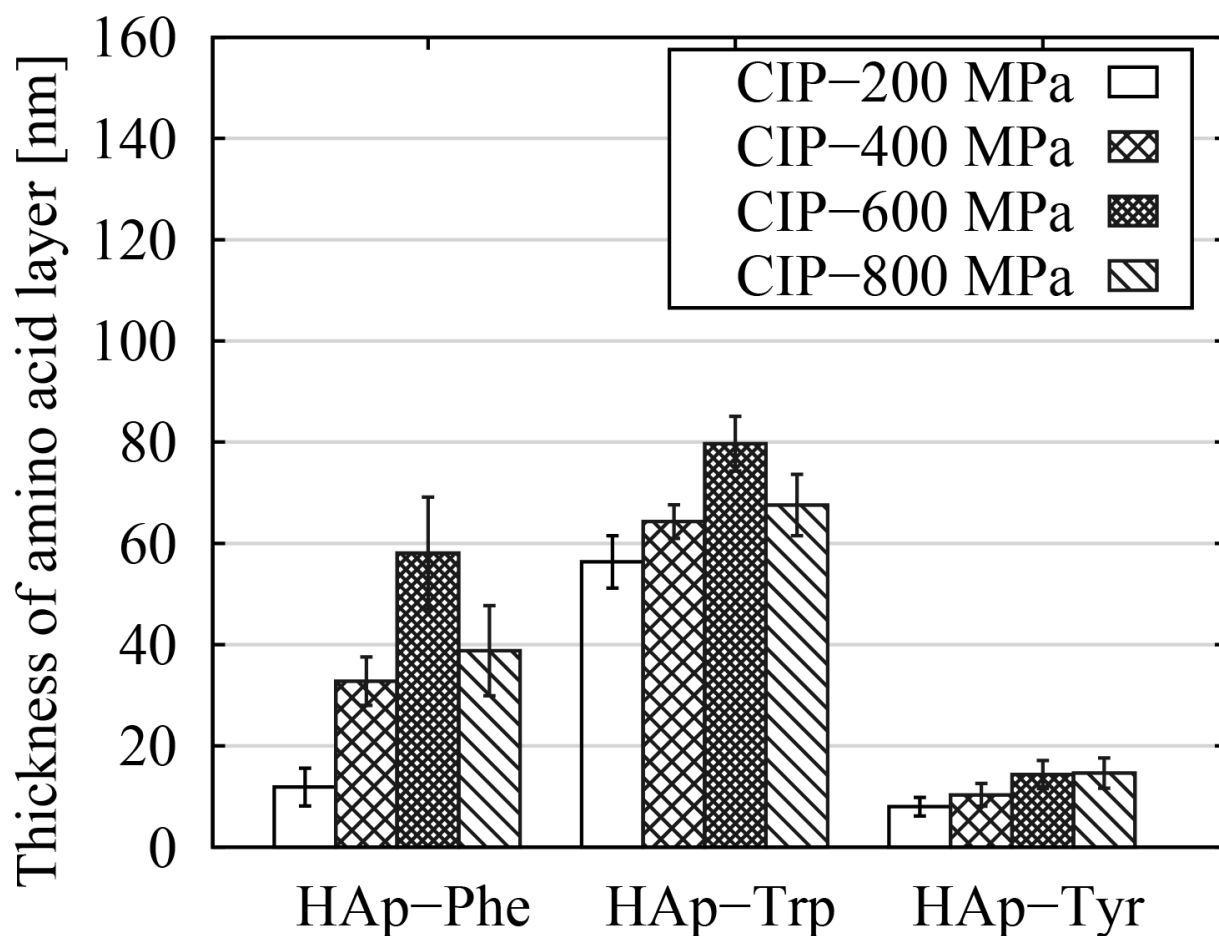 Thickness of amino acid layer [nm]
160
140
120
100
80
60
40
20
0
CIP−200 MPa
CIP−400 MPa
CIP−600 MPa
CIP−800 MPa
HAp−Phe
HAp−Trp
HAp−Tyr